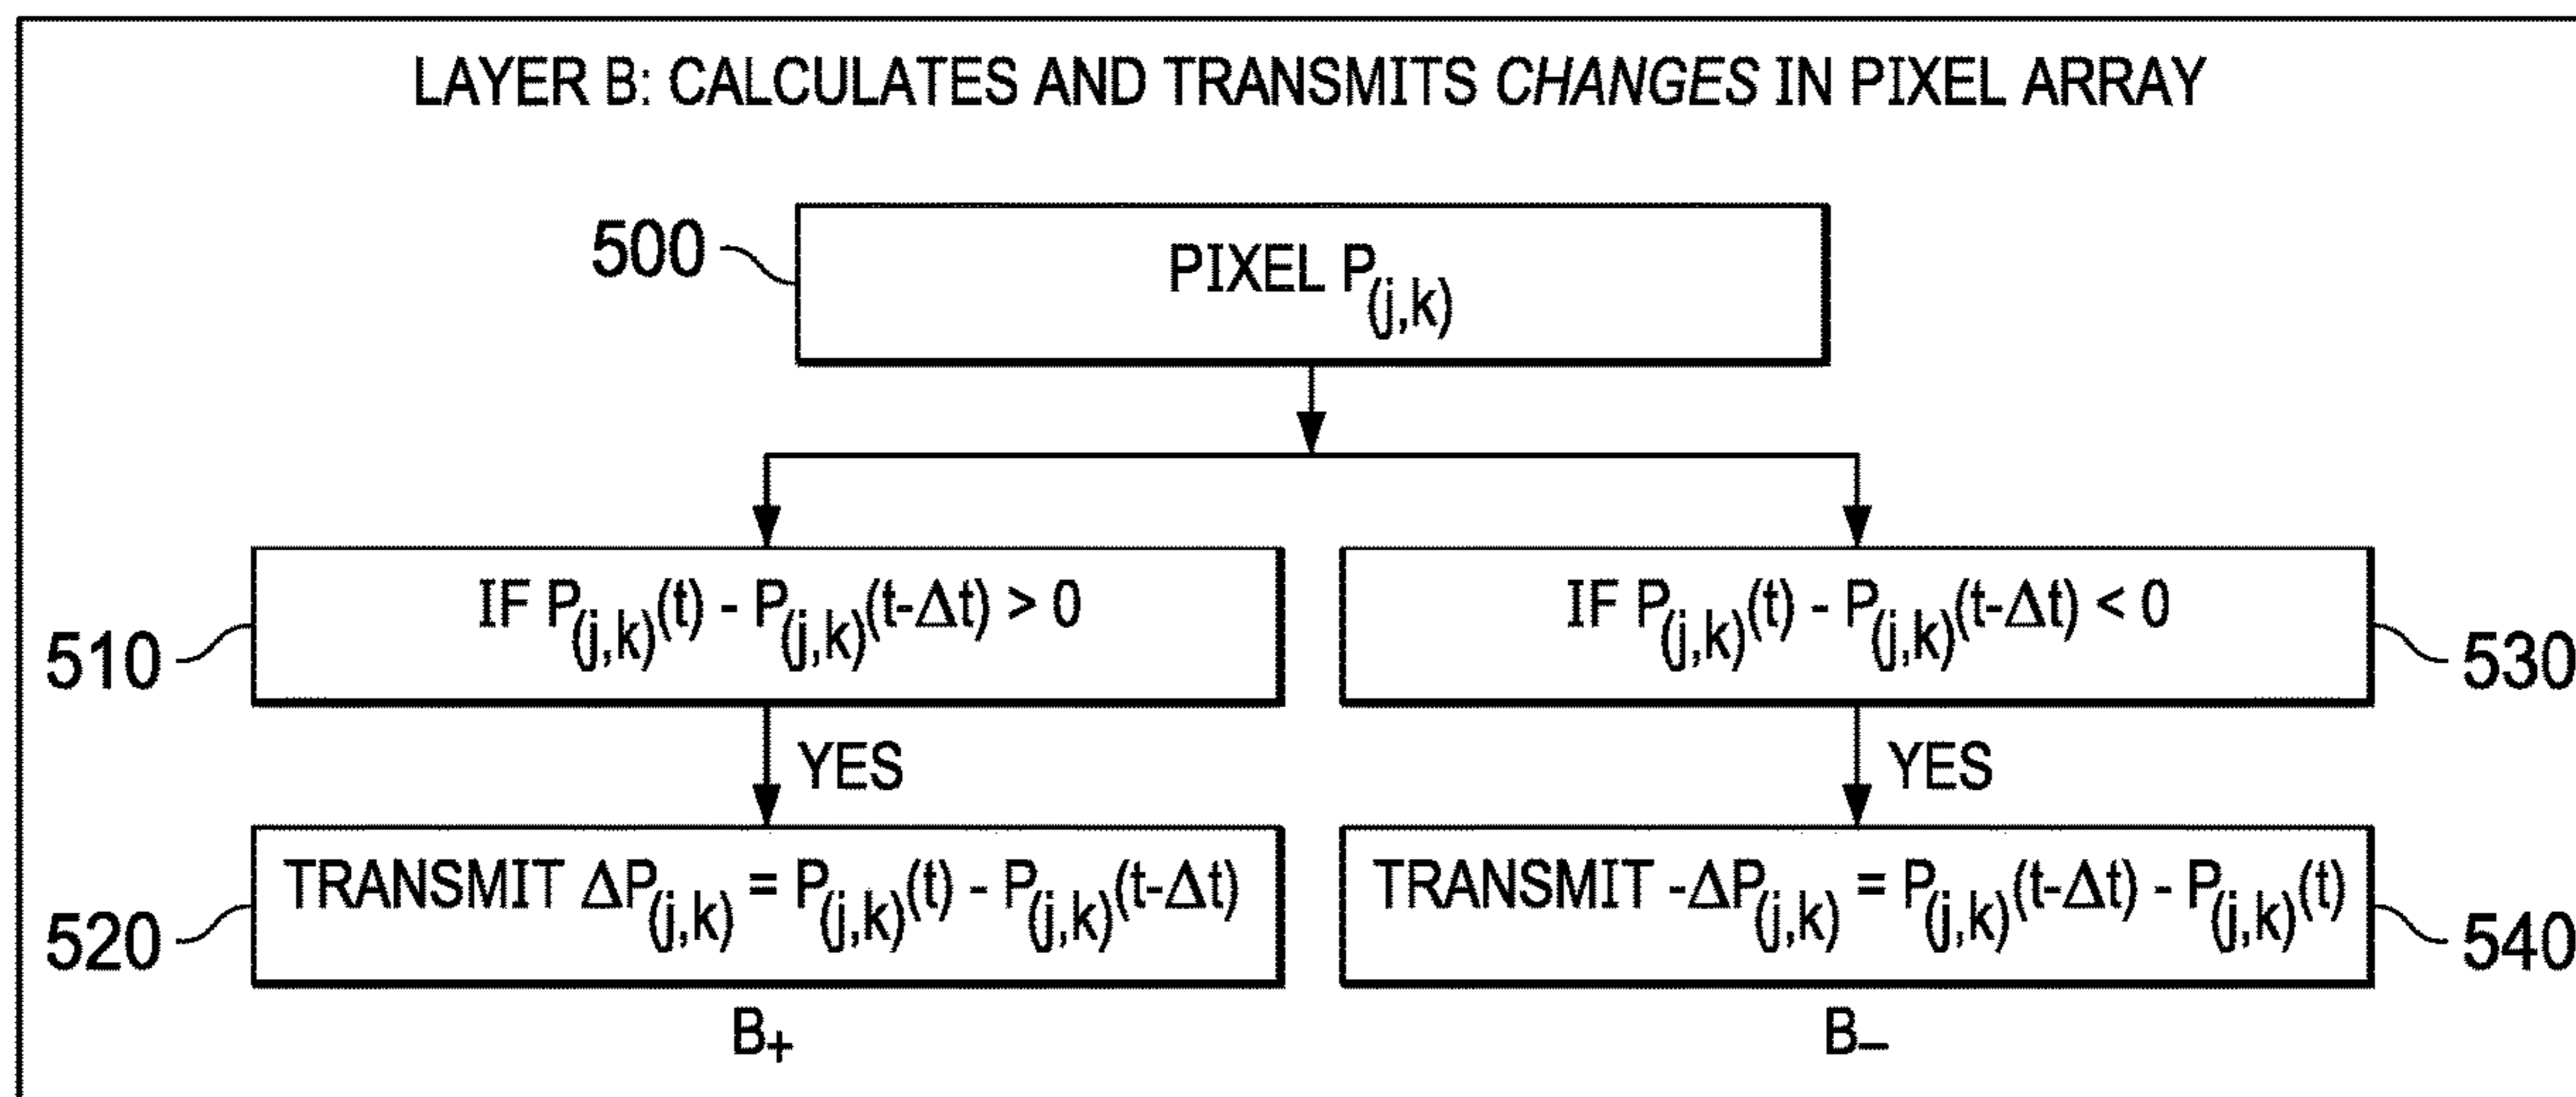 LAYER B: CALCULATES AND TRANSMITS CHANGES IN PIXEL ARRAY
500
PIXEL P(j,k)
510
IF P(j,k)(t) - P(j,k)(t-Δt) > 0
IF P(j,k)(t) - P(j,k)(t-Δt) < 0
530
YES
YES
520
TRANSMIT ΔP(j,k) = P(j,k)(t) - P(j,k)(t-Δt)
TRANSMIT -ΔP(j,k) = P(j,k)(t-Δt) - P(j,k)(t)
540
B+
B–